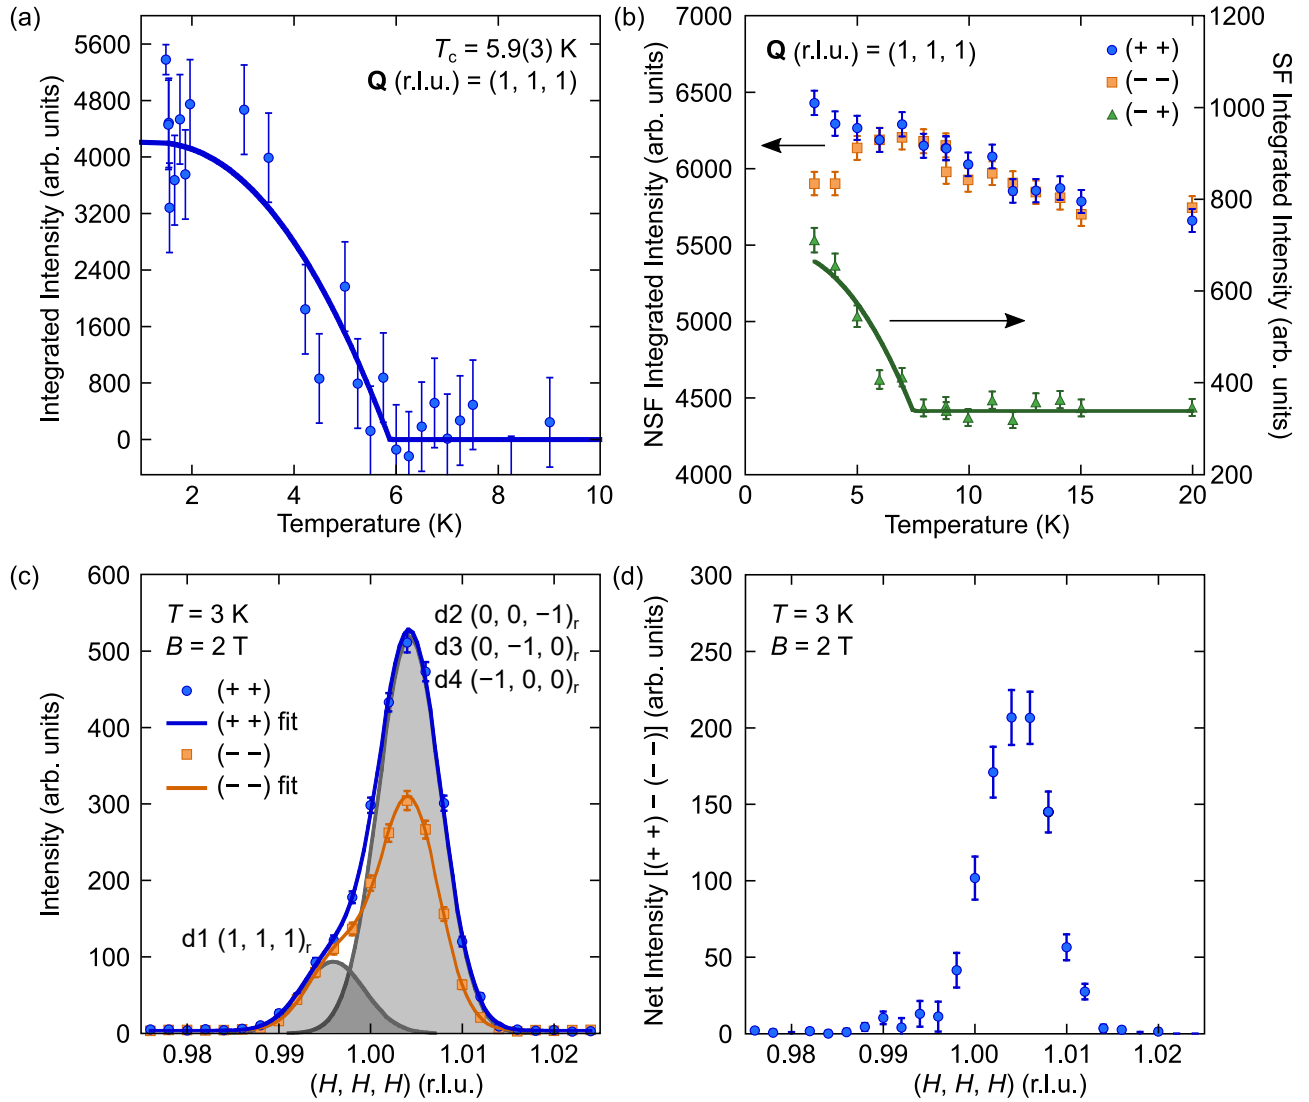 (a)
5600
4800
4000
3200
2400
1600
800
0
Integrated Intensity (arb. units)
Tc = 5.9(3) K
Q (r.l.u.) = (1, 1, 1)
2 4 6 8 10
Temperature (K)
(b)
7000
6500
6000
5500
5000
4500
4000
NSF Integrated Intensity (arb. units)
Q (r.l.u.) = (1, 1, 1)
(+ +)
(− −)
(− +)
1200
1000
800
600
400
200
SF Integrated Intensity (arb. units)
0 5 10 15 20
Temperature (K)
(c)
600
500
400
300
200
100
0
Intensity (arb. units)
T = 3 K
B = 2 T
(+ +)
(+ +) fit
(− −)
(− −) fit
d2 (0, 0, −1)r
d3 (0, −1, 0)r
d4 (−1, 0, 0)r
d1 (1, 1, 1)r
0.98 0.99 1.00 1.01 1.02
(H, H, H) (r.l.u.)
(d)
300
250
200
150
100
50
0
Net Intensity [(+ +) − (− −)] (arb. units)
T = 3 K
B = 2 T
0.98 0.99 1.00 1.01 1.02
(H, H, H) (r.l.u.)